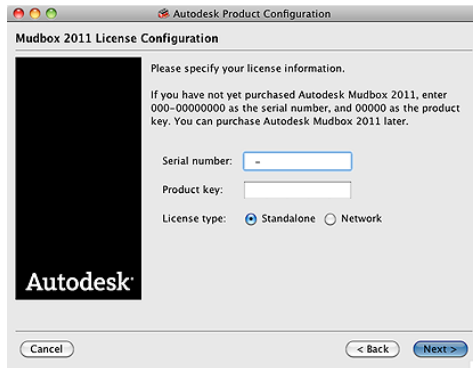 Autodesk Product Configuration
Mudbox 2011 License Configuration
Please specify your license information.
If you have not yet purchased Autodesk Mudbox 2011, enter
000-00000000 as the serial number, and 00000 as the product
key. You can purchase Autodesk Mudbox 2011 later.
Serial number: -
Product key:
License type: Standalone Network
Autodesk·
Cancel < Back Next >